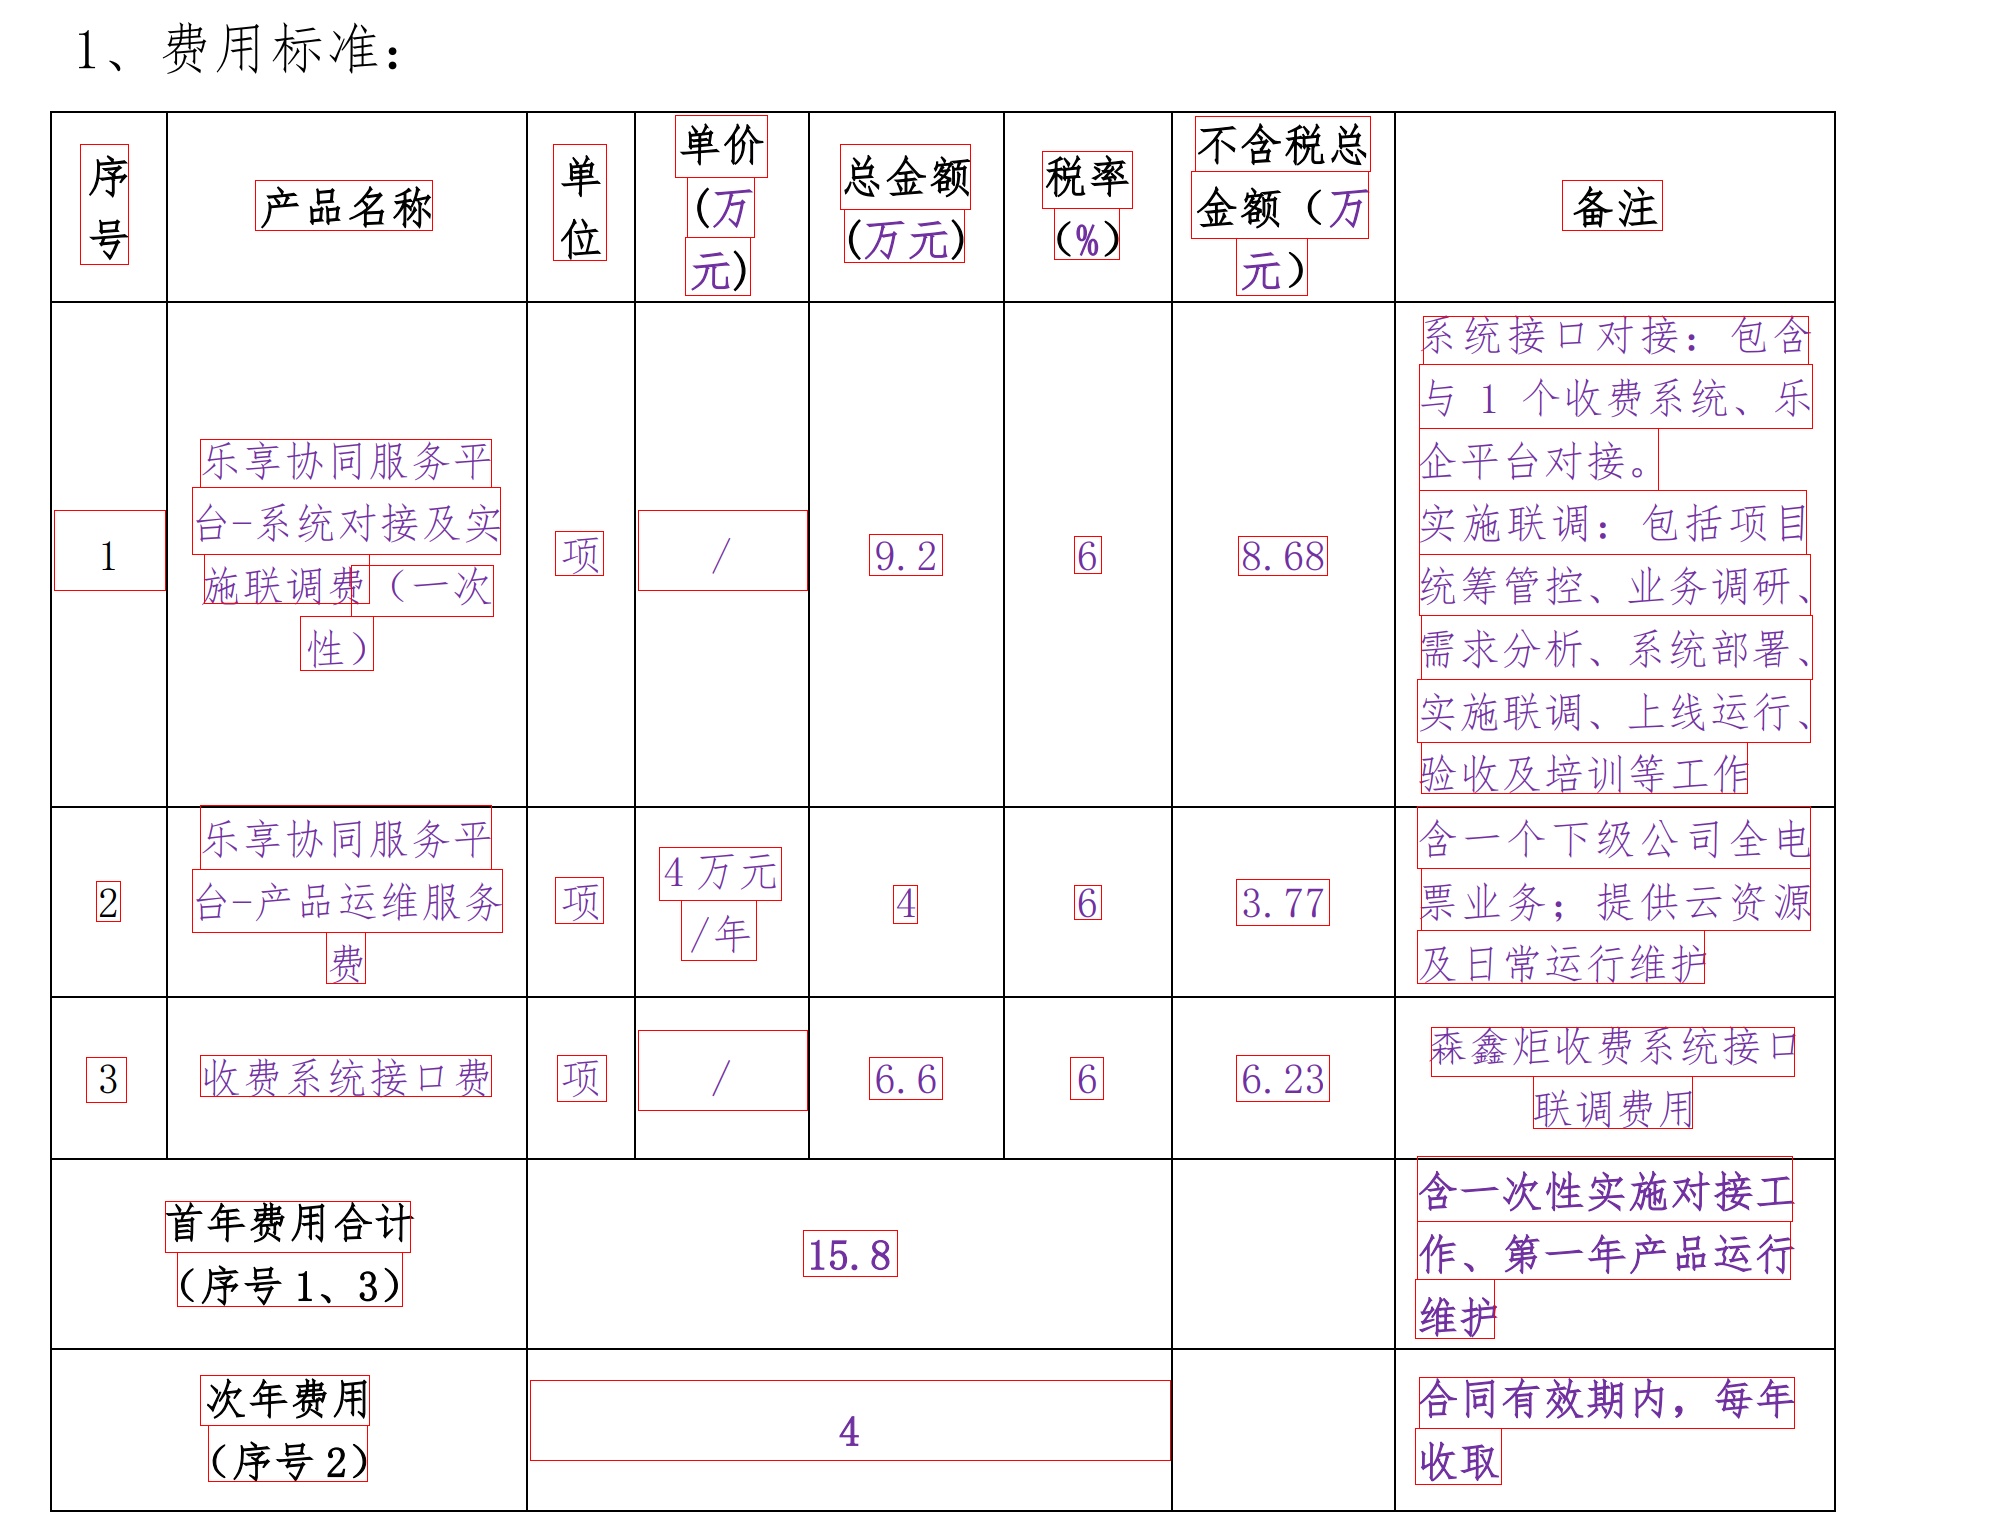 1、费用标准：
序号
产品名称
单位
单价
(万
元)
总金额
(万元)
税率
(%)
不含税总
金额（万
元）
备注
1
乐享协同服务平
台-系统对接及实
施联调费（一次
性）
项
/
9.2
6
8.68
系统接口对接：包含
与 1 个收费系统、乐
企平台对接。
实施联调：包括项目
统筹管控、业务调研、
需求分析、系统部署、
实施联调、上线运行、
验收及培训等工作
2
乐享协同服务平
台-产品运维服务
费
项
4 万元
/年
4
6
3.77
含一个下级公司全电
票业务；提供云资源
及日常运行维护
3
收费系统接口费
项
/
6.6
6
6.23
森鑫炬收费系统接口
联调费用
首年费用合计
（序号 1、3）
15.8
含一次性实施对接工
作、第一年产品运行
维护
次年费用
（序号 2）
4
合同有效期内，每年
收取